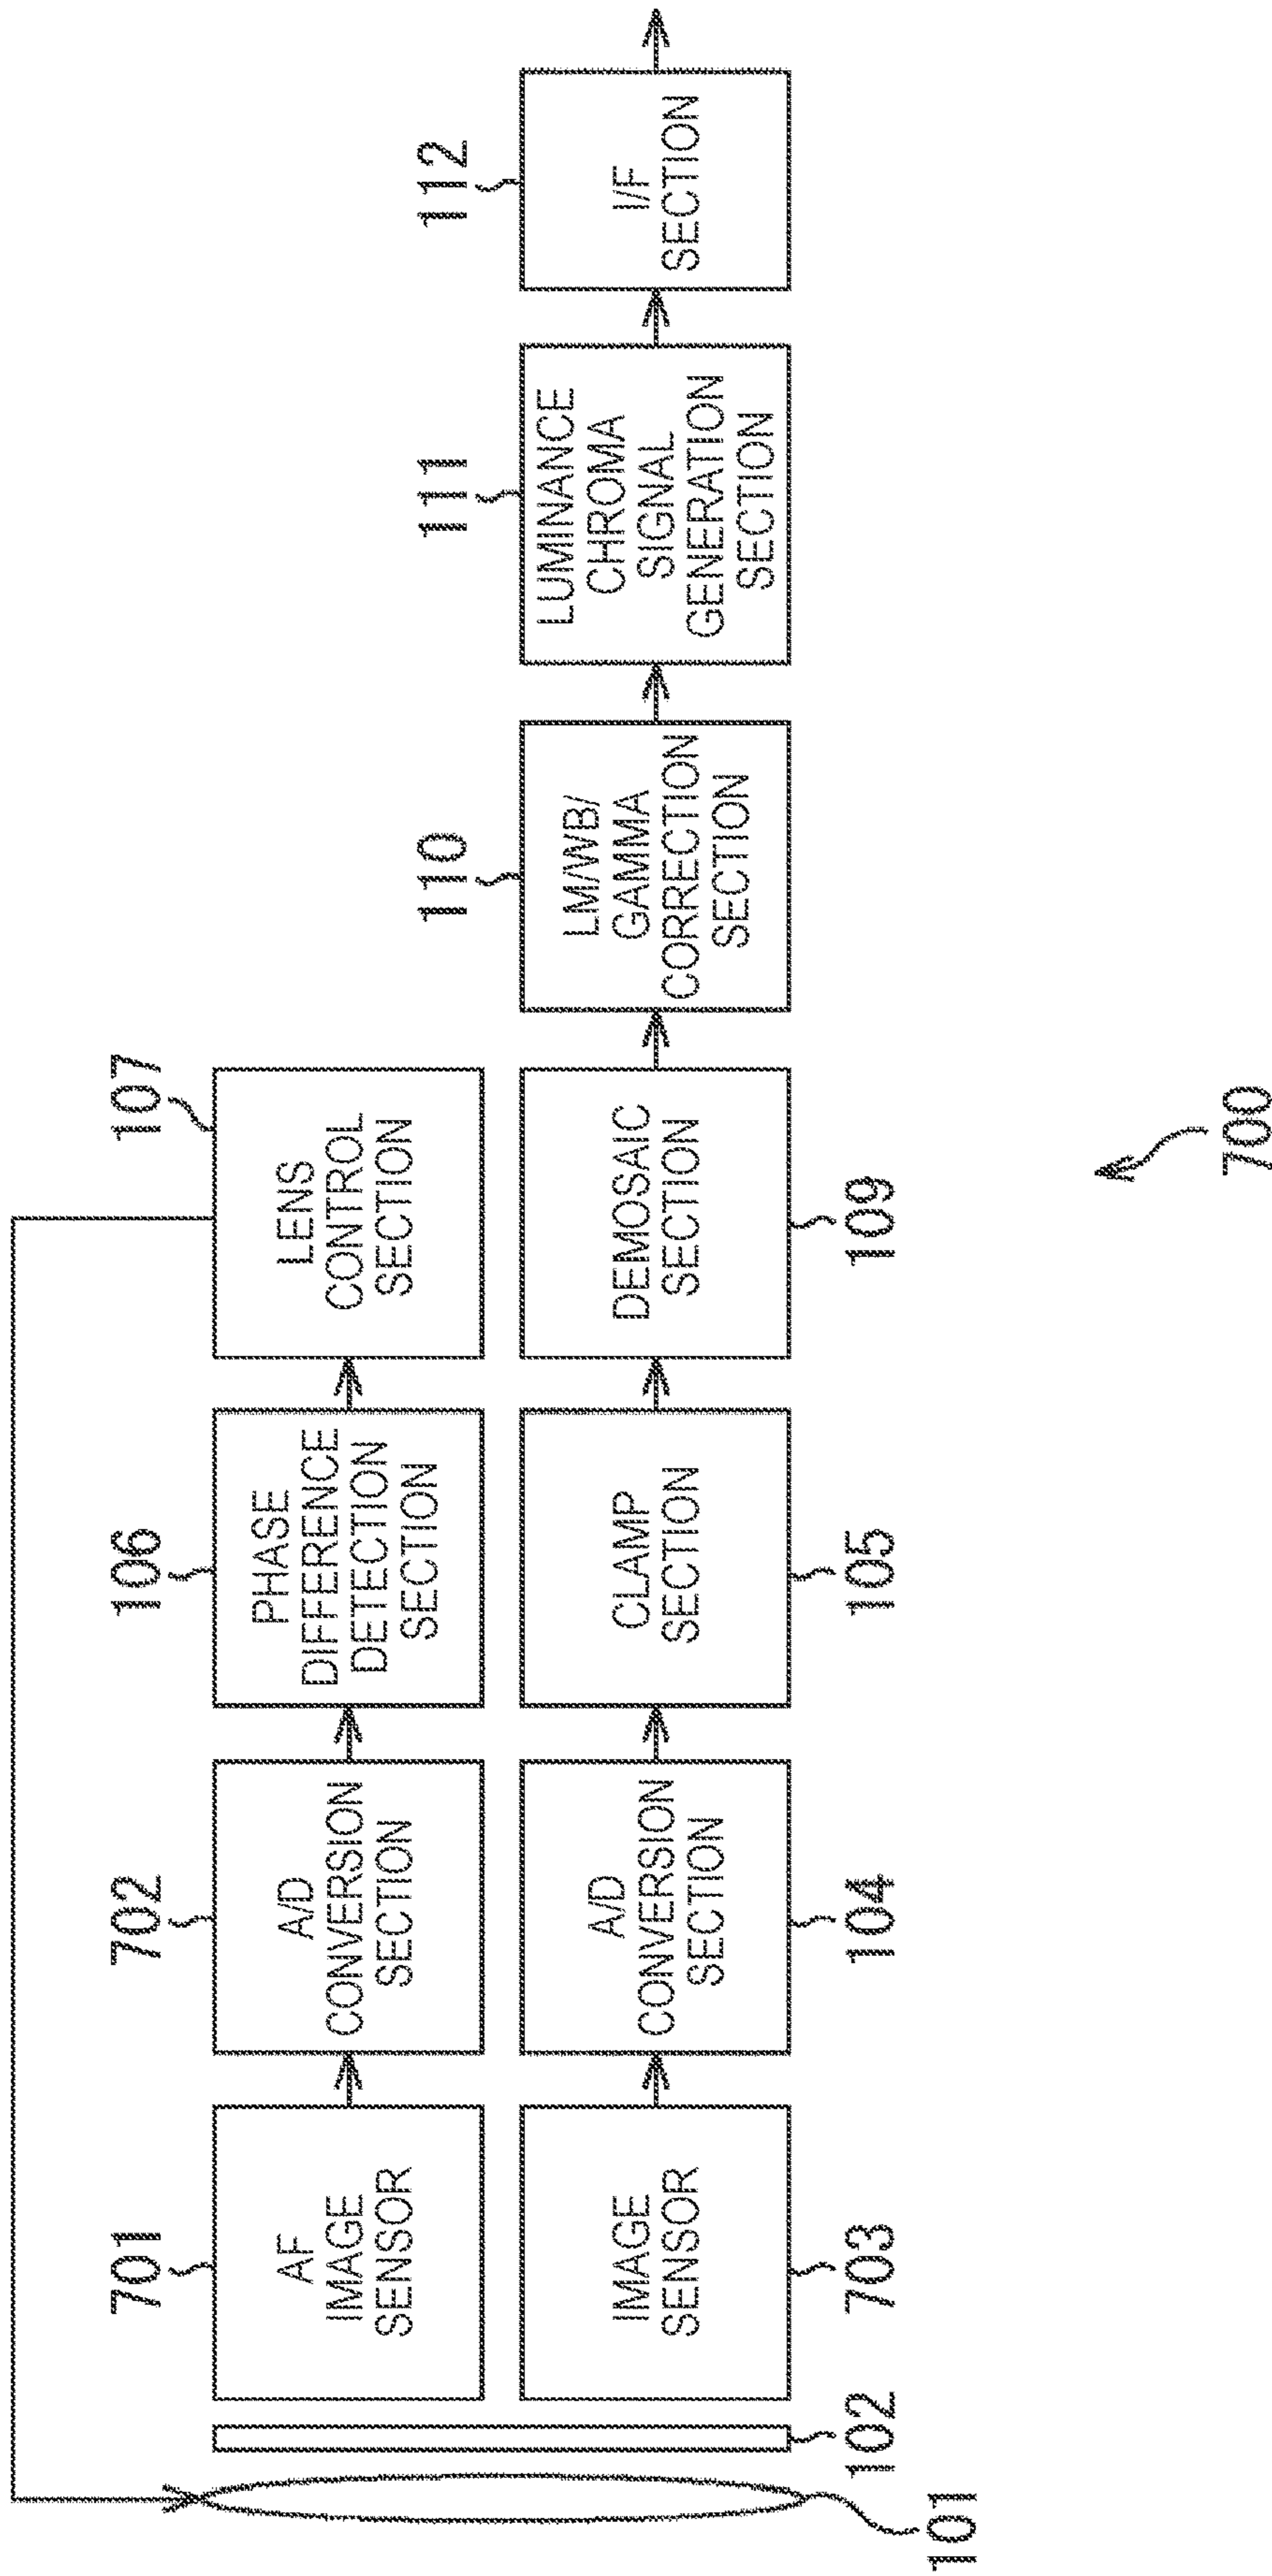 107
LENS
CONTROL
SECTION
106
PHASE
DIFFERENCE
DETECTION
SECTION
702
A/D
CONVERSION
SECTION
701
AF
IMAGE
SENSOR
703
IMAGE
SENSOR
104
A/D
CONVERSION
SECTION
105
CLAMP
SECTION
109
DEMOSAIC
SECTION
110
LM/WB/
GAMMA
CORRECTION
SECTION
111
LUMINANCE
CHROMA
SIGNAL
GENERATION
SECTION
112
I/F
SECTION
102
101
700